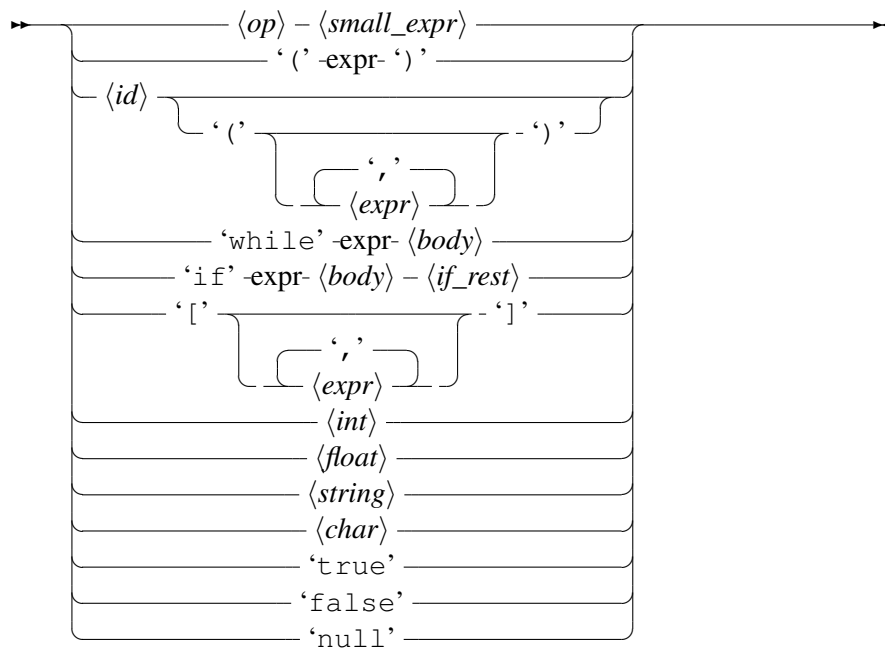 ⟨op⟩ ⟨small_expr⟩
‘(’ expr ‘)’
⟨id⟩
‘(’ ‘)’
‘,’
⟨expr⟩
‘while’ expr ⟨body⟩
‘if’ expr ⟨body⟩ ⟨if_rest⟩
‘[’ ‘]’
‘,’
⟨expr⟩
⟨int⟩
⟨float⟩
⟨string⟩
⟨char⟩
‘true’
‘false’
‘null’